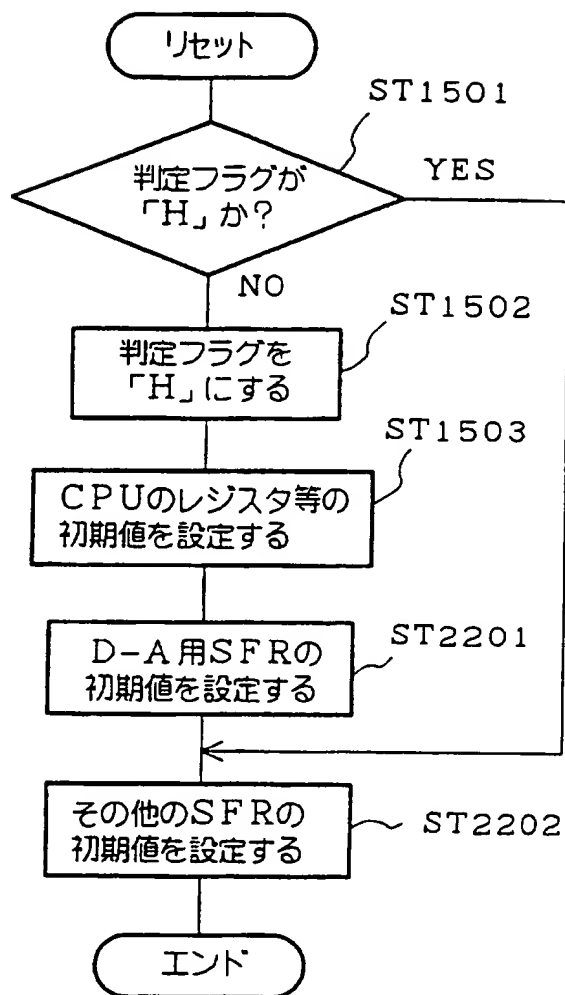 リセット
ST1501
判定フラグが
「H」か?
YES
NO
ST1502
判定フラグを
「H」にする
ST1503
CPUのレジスタ等の
初期値を設定する
ST2201
D-A用SFRの
初期値を設定する
その他のSFRの
初期値を設定する
ST2202
エンド